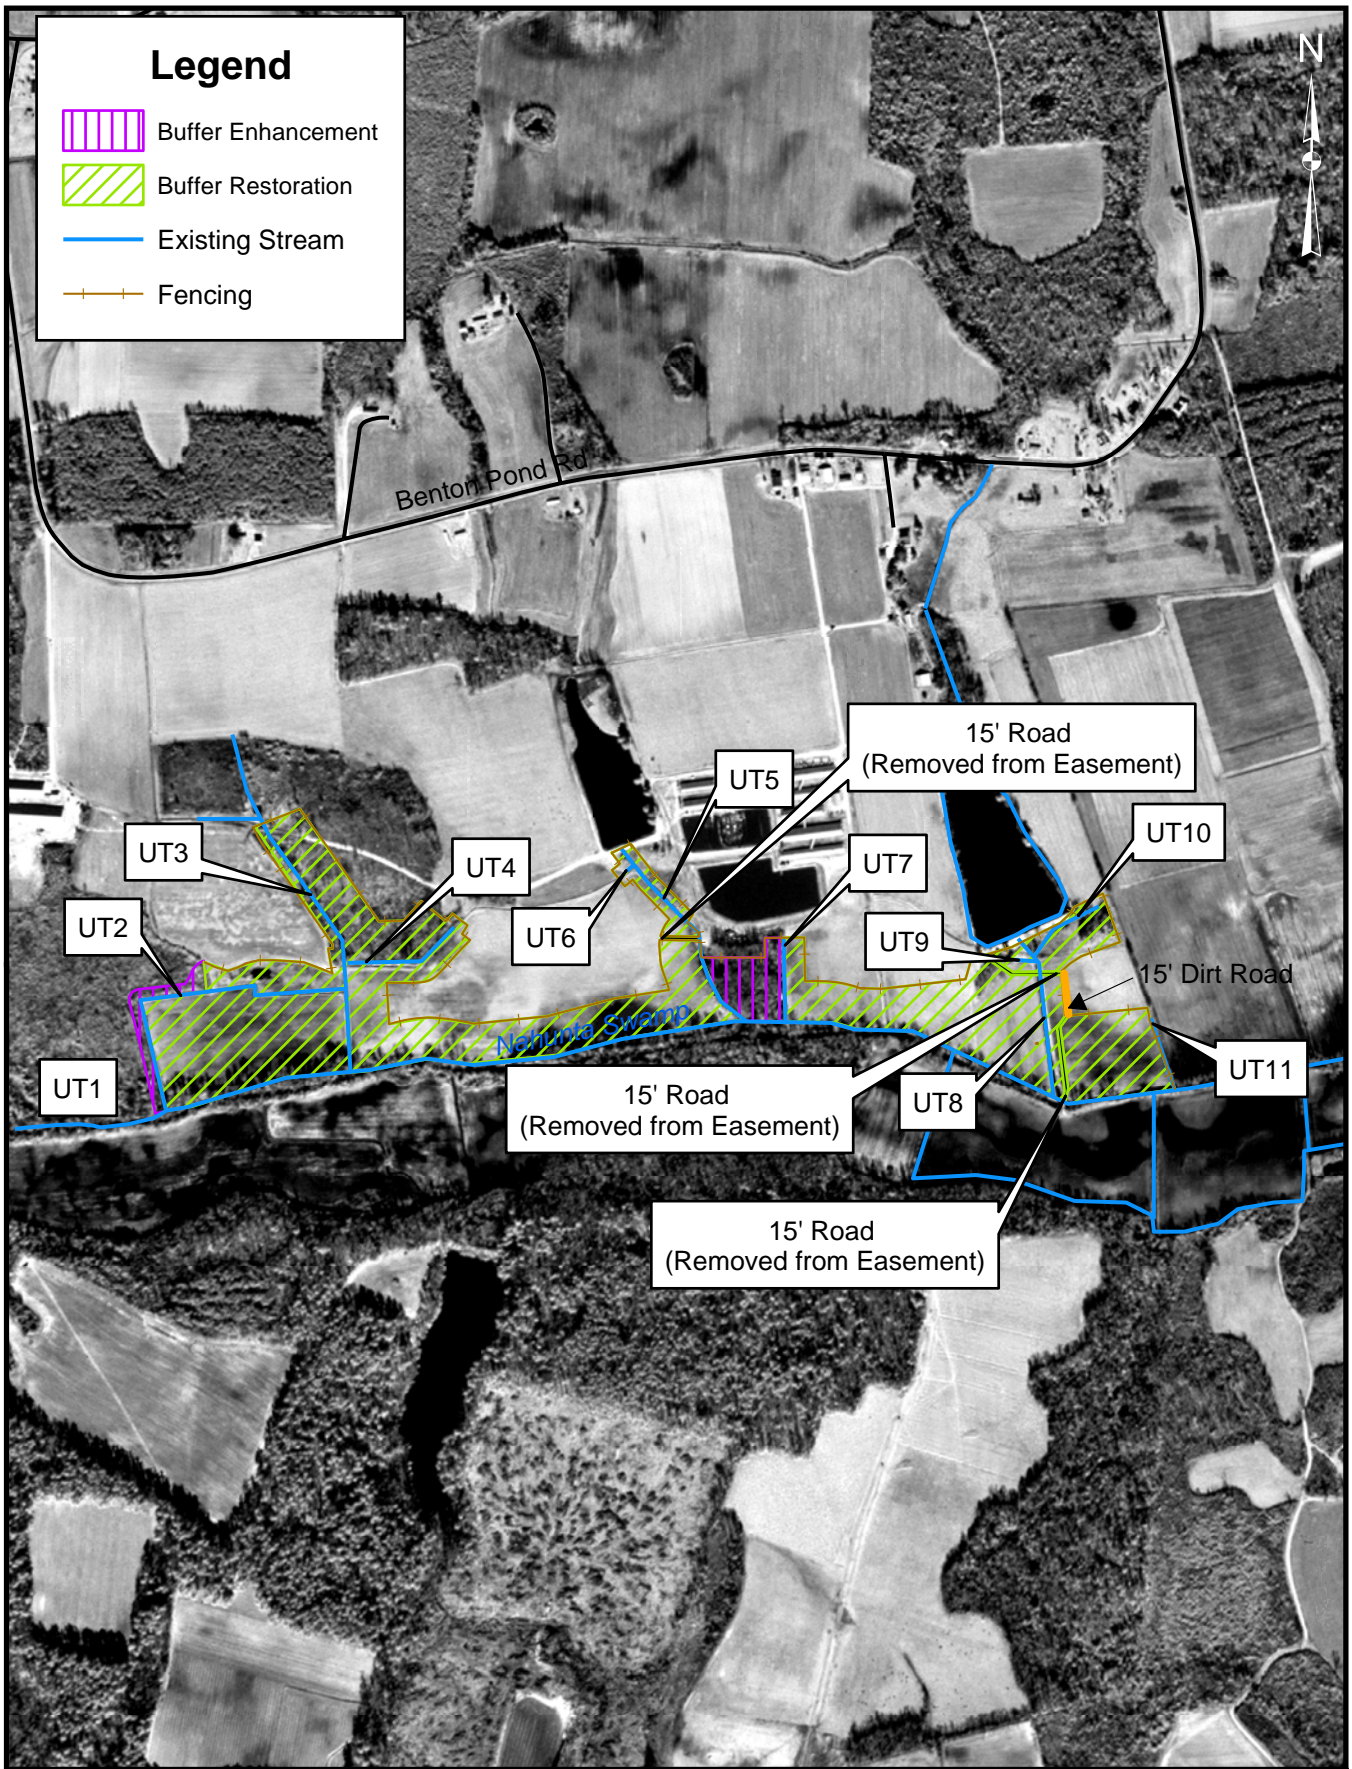 Legend
Buffer Enhancement
Buffer Restoration
Existing Stream
Fencing
N
Benton Pond Rd
15' Road
(Removed from Easement)
UT5
UT10
UT3
UT4
UT7
UT2
UT6
UT9
15' Dirt Road
Nahunta Swamp
UT1
15' Road
(Removed from Easement)
UT8
UT11
15' Road
(Removed from Easement)